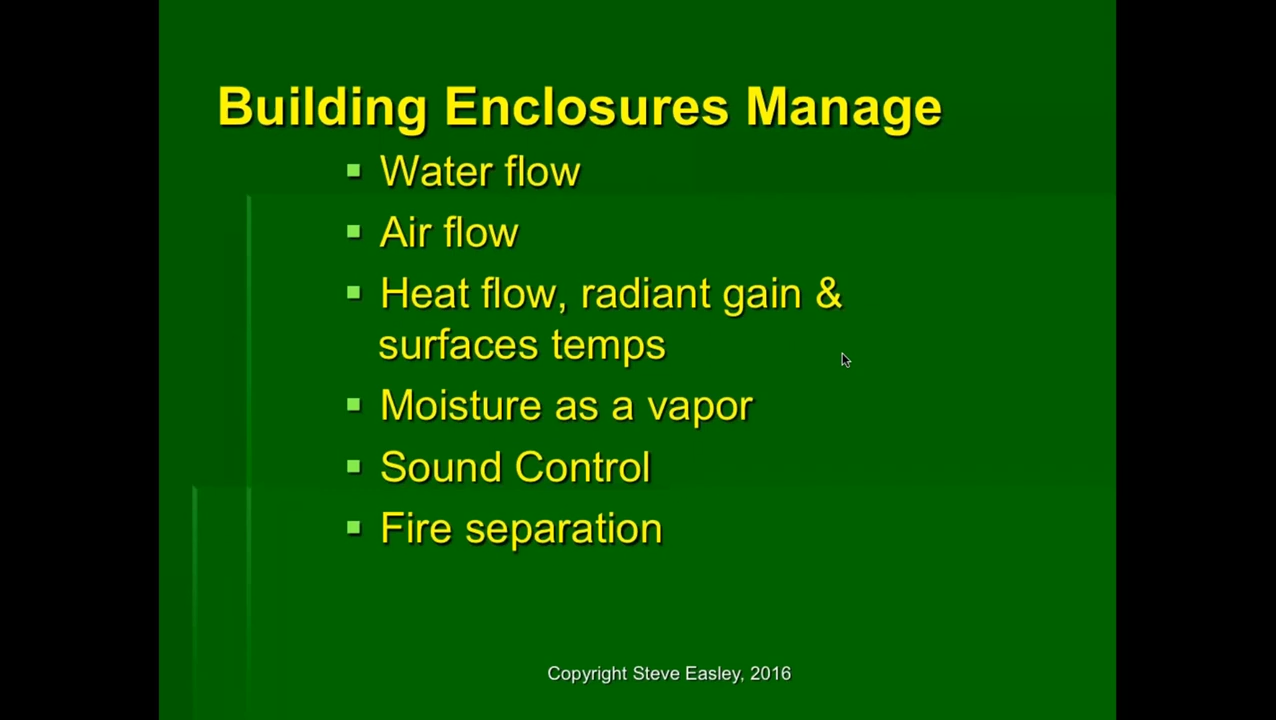 Building Enclosures Manage
Water flow
Air flow
Heat flow, radiant gain &
surfaces temps
Moisture as a vapor
Sound Control
Fire separation
Copyright Steve Easley, 2016